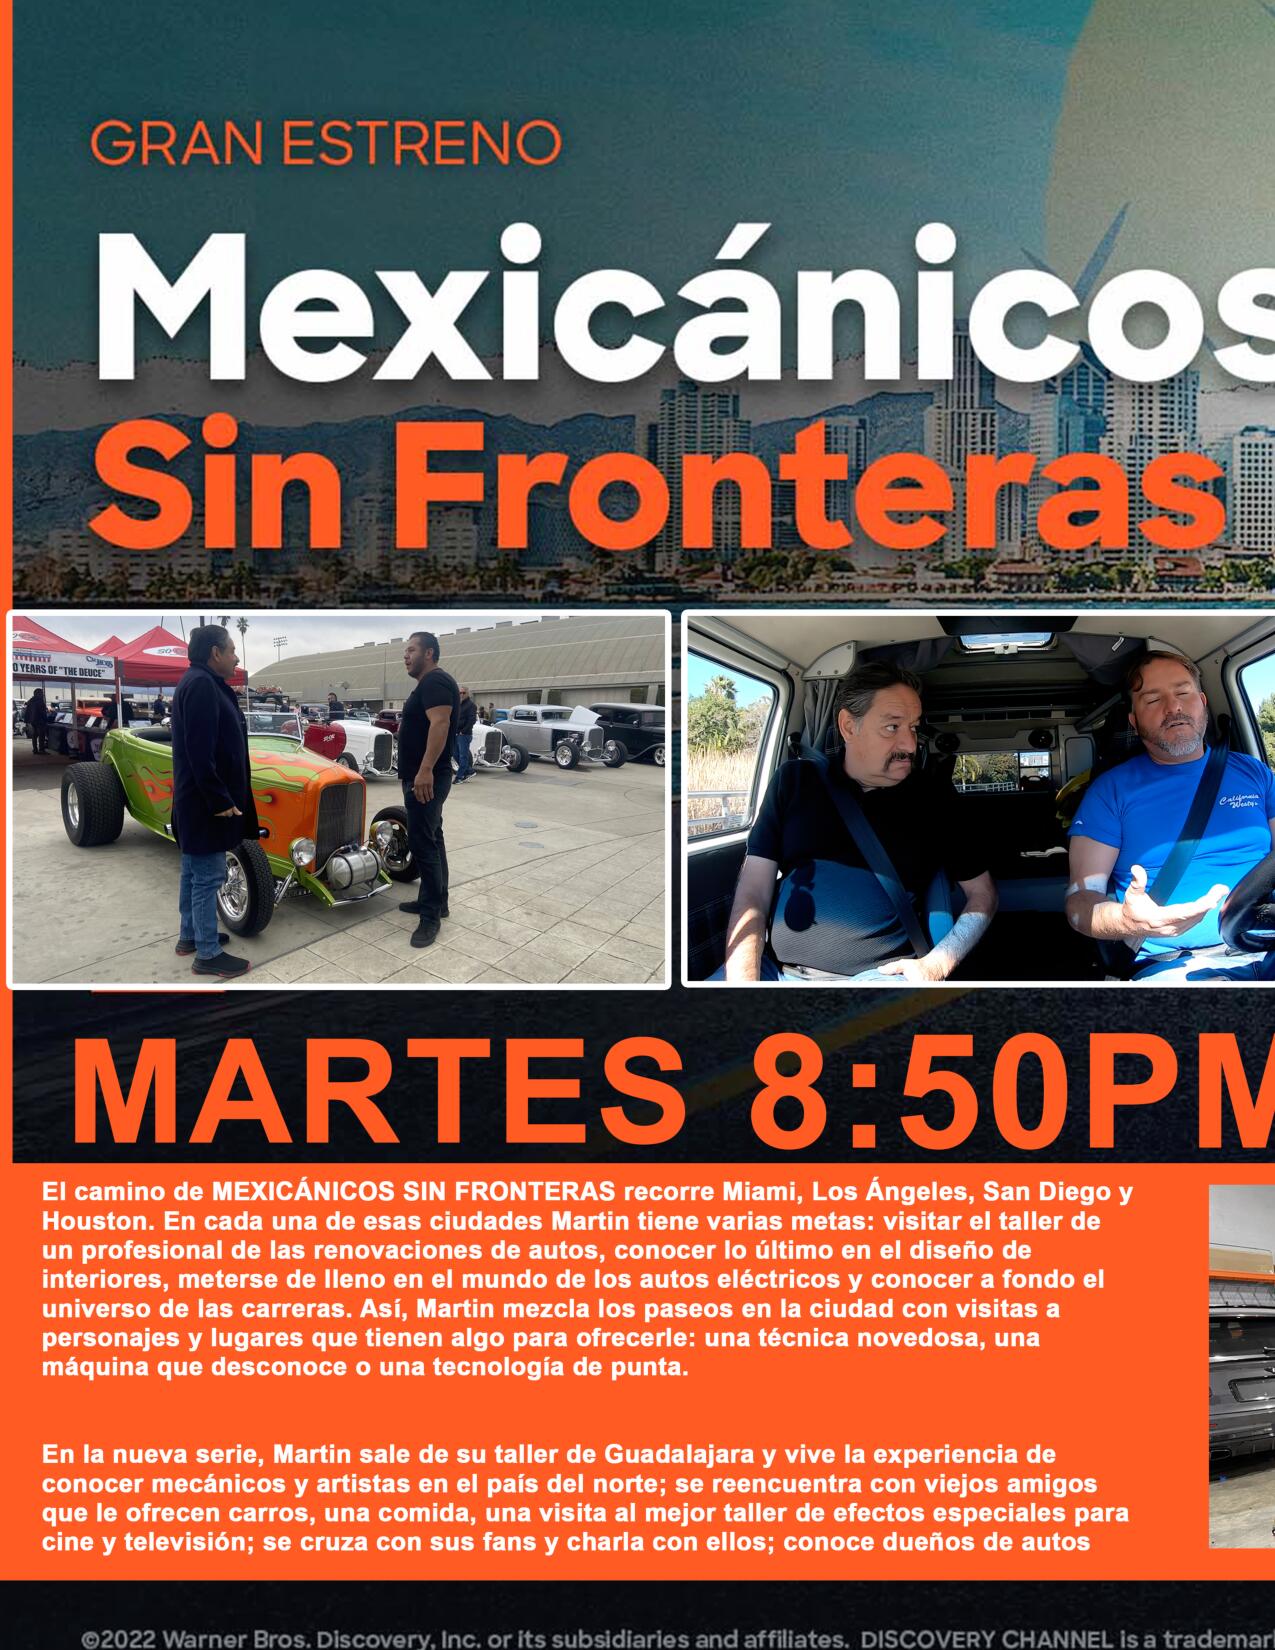 GRAN ESTRENO
Mexicánicos
Sin Fronteras
0 YEARS OF "THE DEUCE"
California
MARTES 8:50PM
El camino de MEXICÁNICOS SIN FRONTERAS recorre Miami, Los Ángeles, San Diego y
Houston. En cada una de esas ciudades Martin tiene varias metas: visitar el taller de
un profesional de las renovaciones de autos, conocer lo último en el diseño de
interiores, meterse de lleno en el mundo de los autos eléctricos y conocer a fondo el
universo de las carreras. Así, Martin mezcla los paseos en la ciudad con visitas a
personajes y lugares que tienen algo para ofrecerle: una técnica novedosa, una
máquina que desconoce o una tecnología de punta.
En la nueva serie, Martin sale de su taller de Guadalajara y vive la experiencia de
conocer mecánicos y artistas en el país del norte; se reencuentra con viejos amigos
que le ofrecen carros, una comida, una visita al mejor taller de efectos especiales para
cine y televisión; se cruza con sus fans y charla con ellos; conoce dueños de autos
©2022 Warner Bros. Discovery, Inc. or its subsidiaries and affiliates. DISCOVERY CHANNEL is a trademar